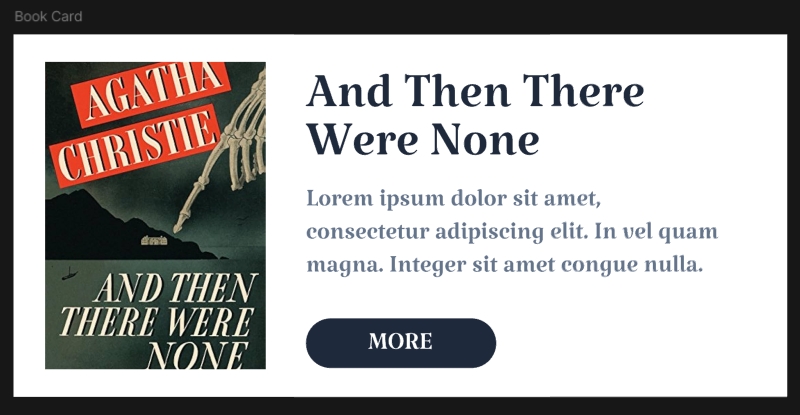 Book Card
AGATHA
CHRISTIE
AND THEN
THERE WERE
NONE
And Then There
Were None
Lorem ipsum dolor sit amet,
consectetur adipiscing elit. In vel quam
magna. Integer sit amet congue nulla.
MORE